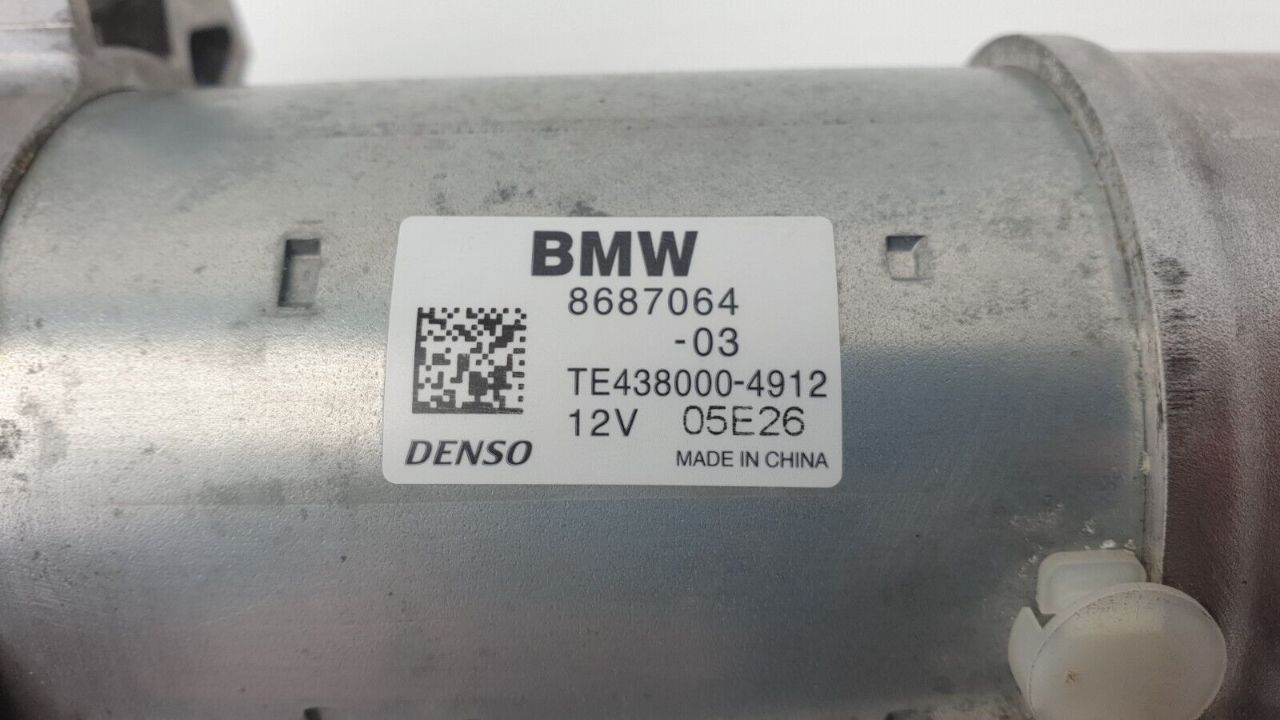 BMW
8687064
-03
TE438000-4912
12V 05E26
DENSO
MADE IN CHINA